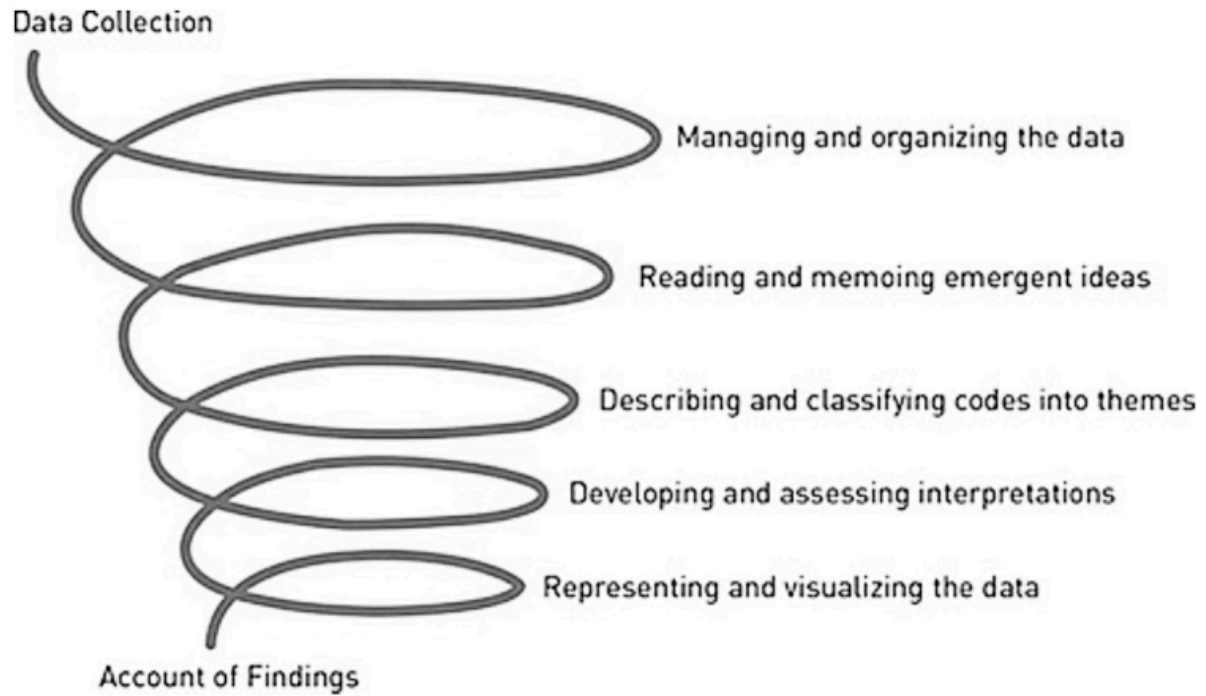 Data Collection
Managing and organizing the data
Reading and memoing emergent ideas
Describing and classifying codes into themes
Developing and assessing interpretations
Representing and visualizing the data
Account of Findings